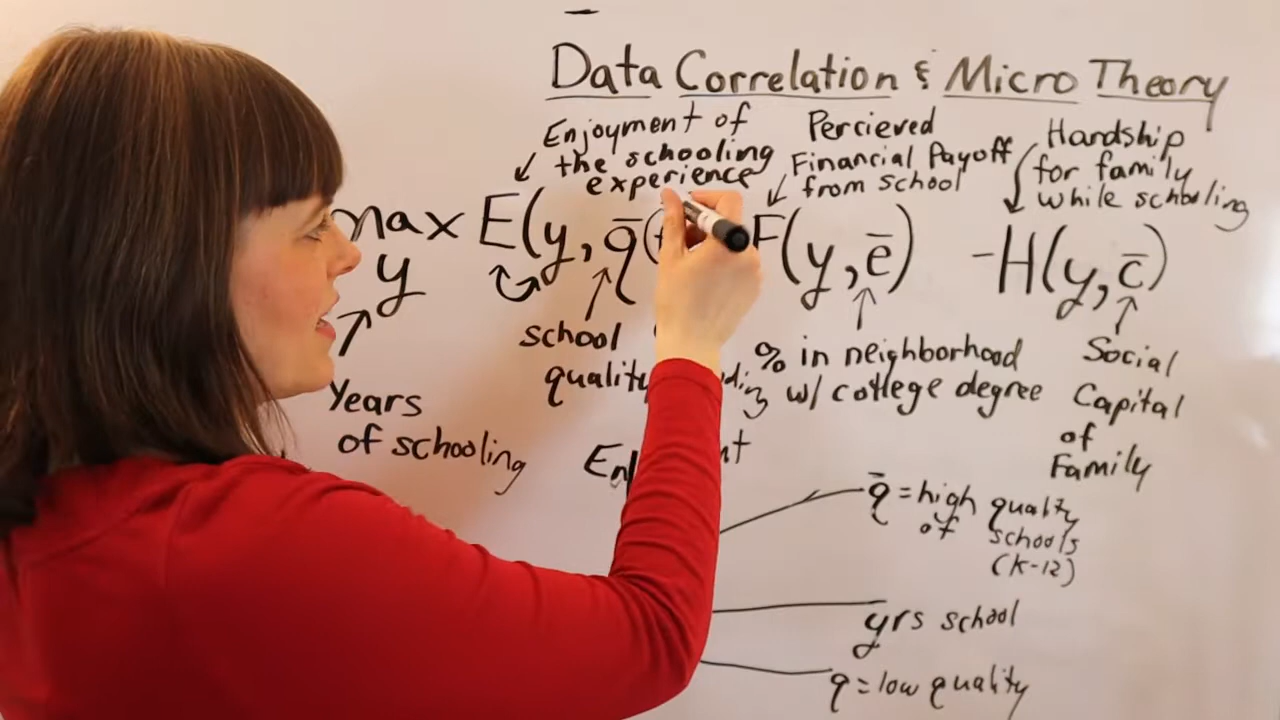 Data Correlation & Micro Theory
Enjoyment of
the schooling
experience
Percieved
Financial Payoff
from school
Hardship
for family
while schooling
max E(y, q̄( F(y, ē) -H(y, c̄)
y
Years
of schooling
school
quality
% in neighborhood
w/ college degree
Social
Capital
of
Family
q̄ = high quality
of schools
(K-12)
yrs school
q = low quality